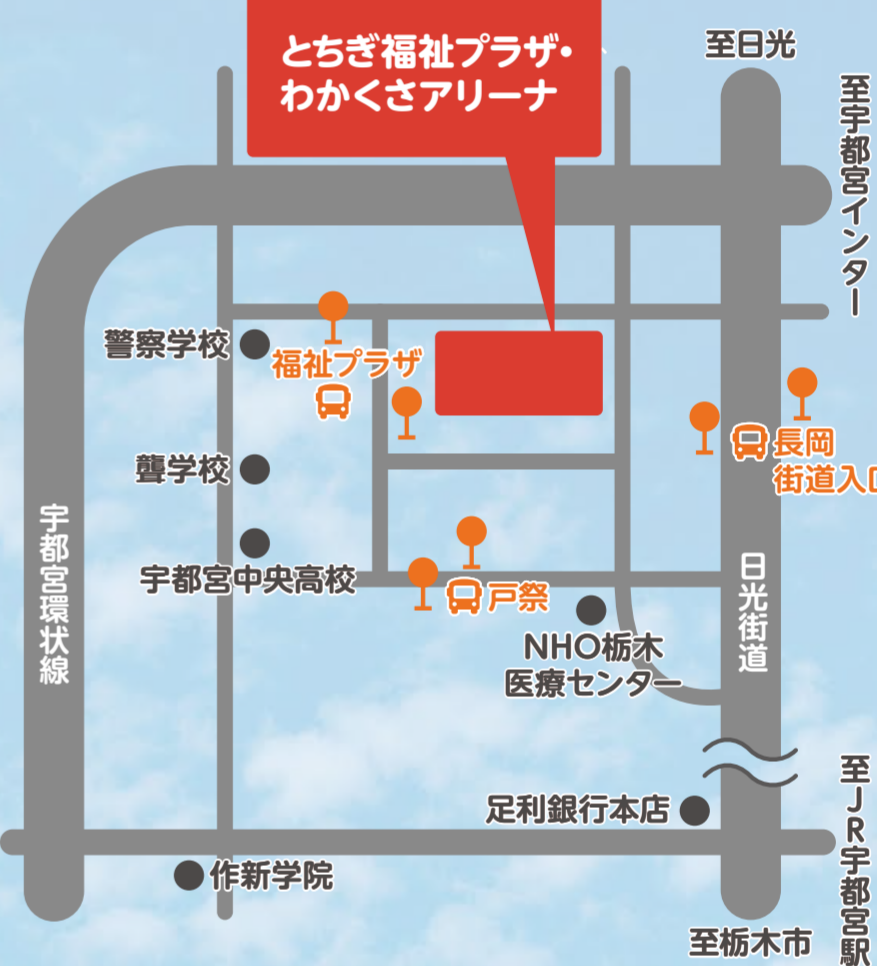 とちぎ福祉プラザ・
わかくさアリーナ
至日光
至宇都宮インター
警察学校
福祉プラザ
長岡
街道入口
聾学校
宇都宮環状線
日光街道
宇都宮中央高校
戸祭
NHO栃木
医療センター
足利銀行本店
至JR宇都宮駅
作新学院
至栃木市